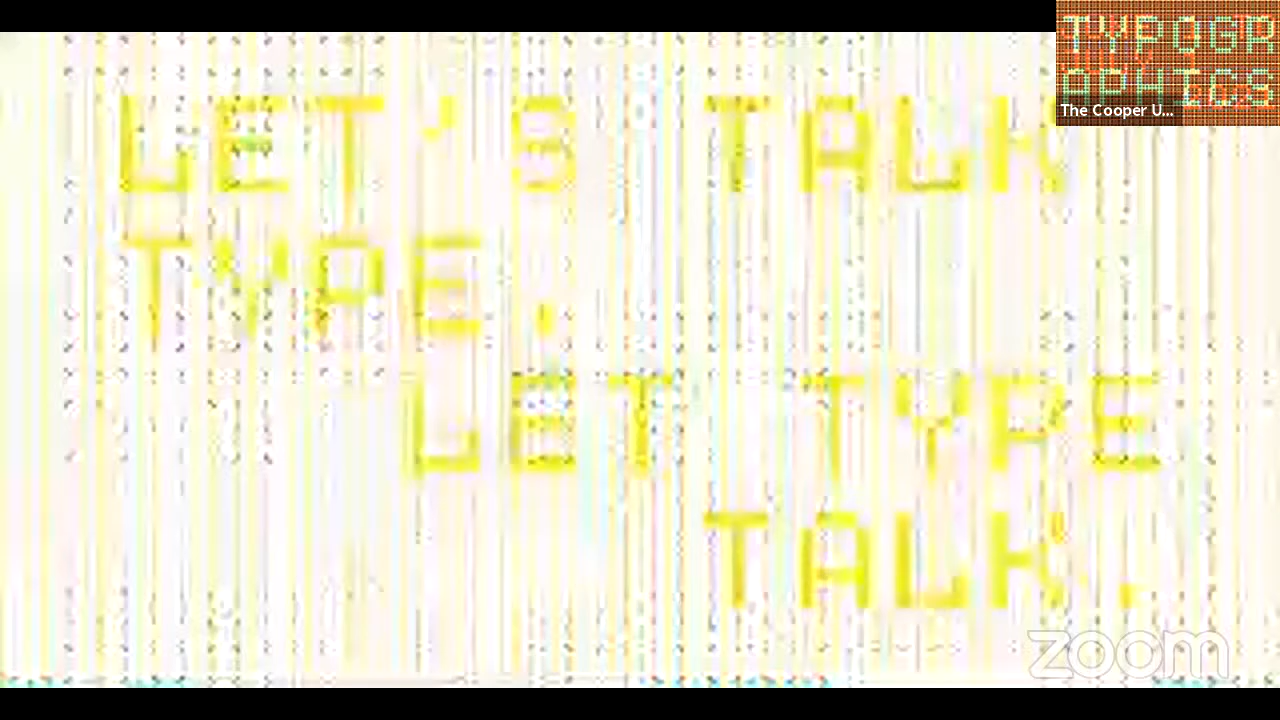 LET'S TALK
TYPE.
LET TYPE
TALK.
TYPOGR
APHICS
The Cooper U...
zoom